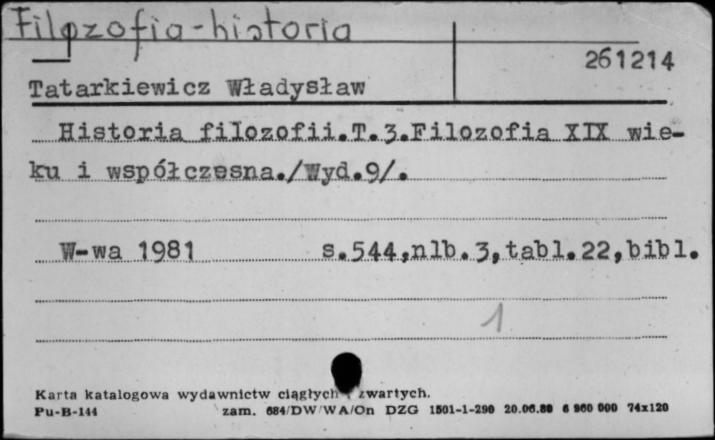 Filozofia-historia
261214
Tatarkiewicz Władysław
Historia filozofii.T.3.Filozofia XIX wie-
ku i współczesna./Wyd.9/.
W-wa 1981 s.544,nlb.3,tabl.22,bibl.
1
Karta katalogowa wydawnictw ciągłych i zwartych.
Pu-B-144 zam. 684/DW/WA/On DZG 1501-1-290 20.06.80 6 960 000 74x120